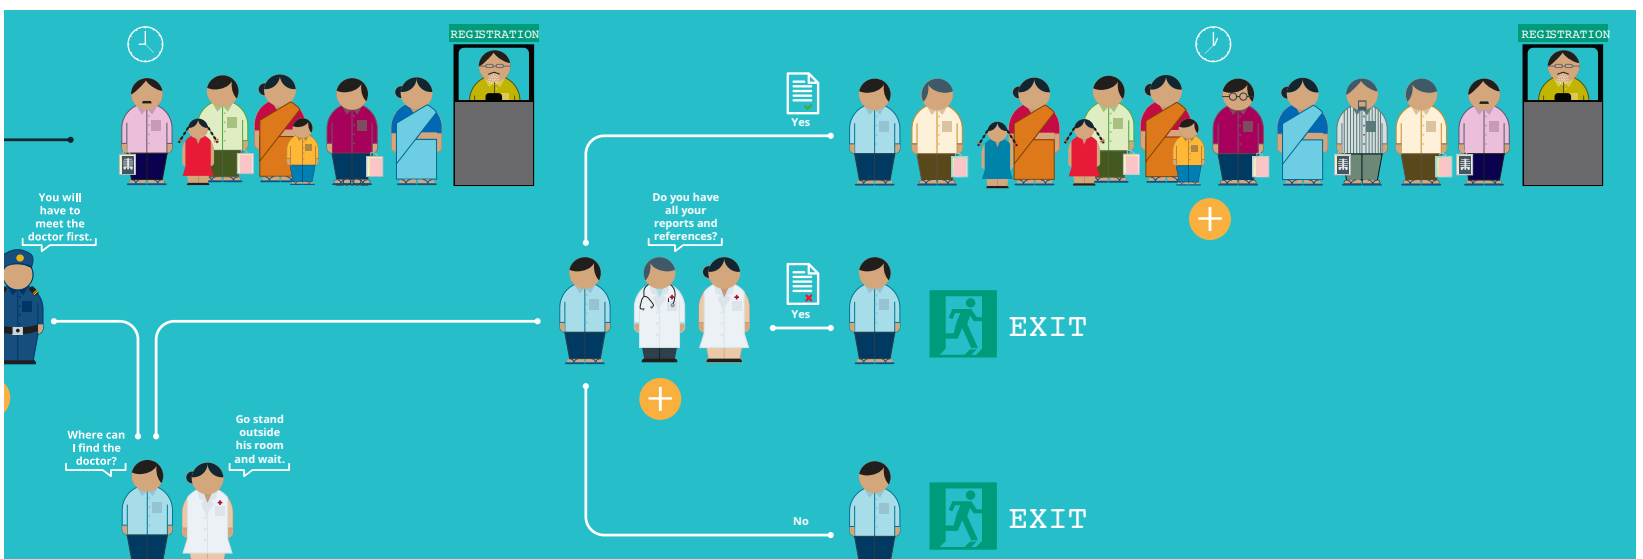 REGISTRATION
REGISTRATION
Yes
You will
have to
meet the
doctor first.
Do you have
all your
reports and
references?
Yes
EXIT
Where can
I find the
doctor?
Go stand
outside
his room
and wait.
No
EXIT